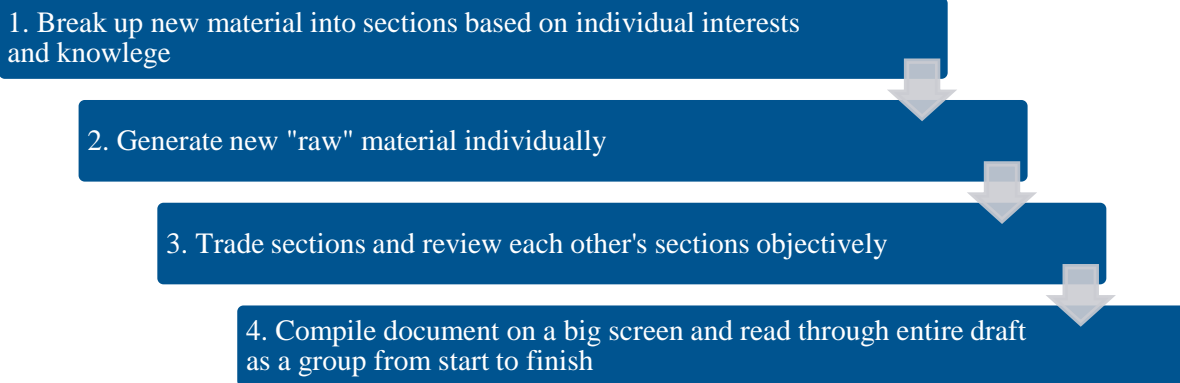 1. Break up new material into sections based on individual interests
and knowlege
2. Generate new "raw" material individually
3. Trade sections and review each other's sections objectively
4. Compile document on a big screen and read through entire draft
as a group from start to finish